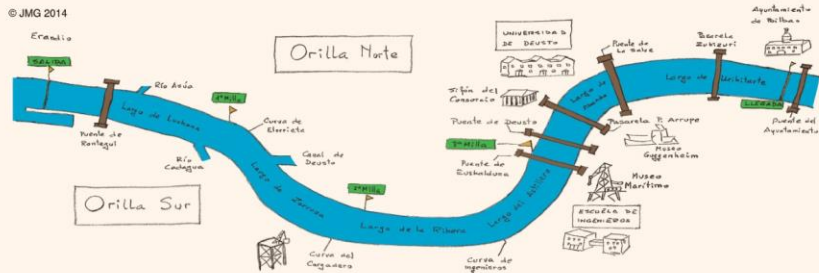 © JMG 2014
Erandio
SALIDA
Puente de
Rontegui
Río Asúa
Largo de Luchana
Río
Cadagua
1ª Milla
Curva de
Elorrieta
Canal de
Deusto
Orilla Norte
Orilla Sur
Largo de Zorroza
2ª Milla
Curva del
Cargadero
Largo de la Ribera
Curva de
Ingenieros
Largo del Astillero
UNIVERSIDAD
DE DEUSTO
Tifón del
Consorcio
Puente de Deusto
3ª Milla
Puente de
Euskalduna
ESCUELA DE
INGENIEROS
Museo
Marítimo
Museo
Guggenheim
Pasarela P. Arrupe
Largo de
Puente de
La Salve
Largo de Uribitarte
Pasarela
Zubizuri
Ayuntamiento
de Bilbao
LLEGADA
Puente del
Ayuntamiento